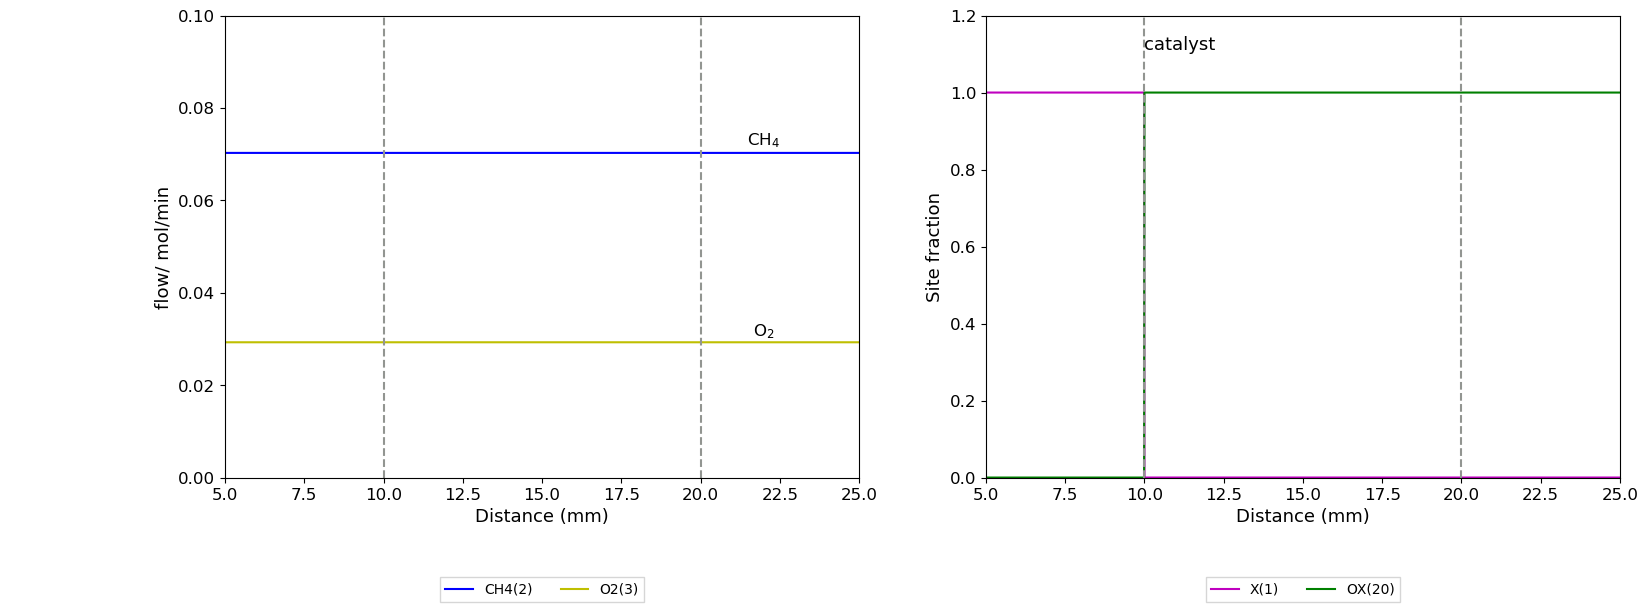 0.10
0.08
0.06
0.04
0.02
0.00
flow/ mol/min
CH₄
O₂
5.0 7.5 10.0 12.5 15.0 17.5 20.0 22.5 25.0
Distance (mm)
CH4(2) O2(3)
1.2
1.0
0.8
0.6
0.4
0.2
0.0
Site fraction
catalyst
5.0 7.5 10.0 12.5 15.0 17.5 20.0 22.5 25.0
Distance (mm)
X(1) OX(20)